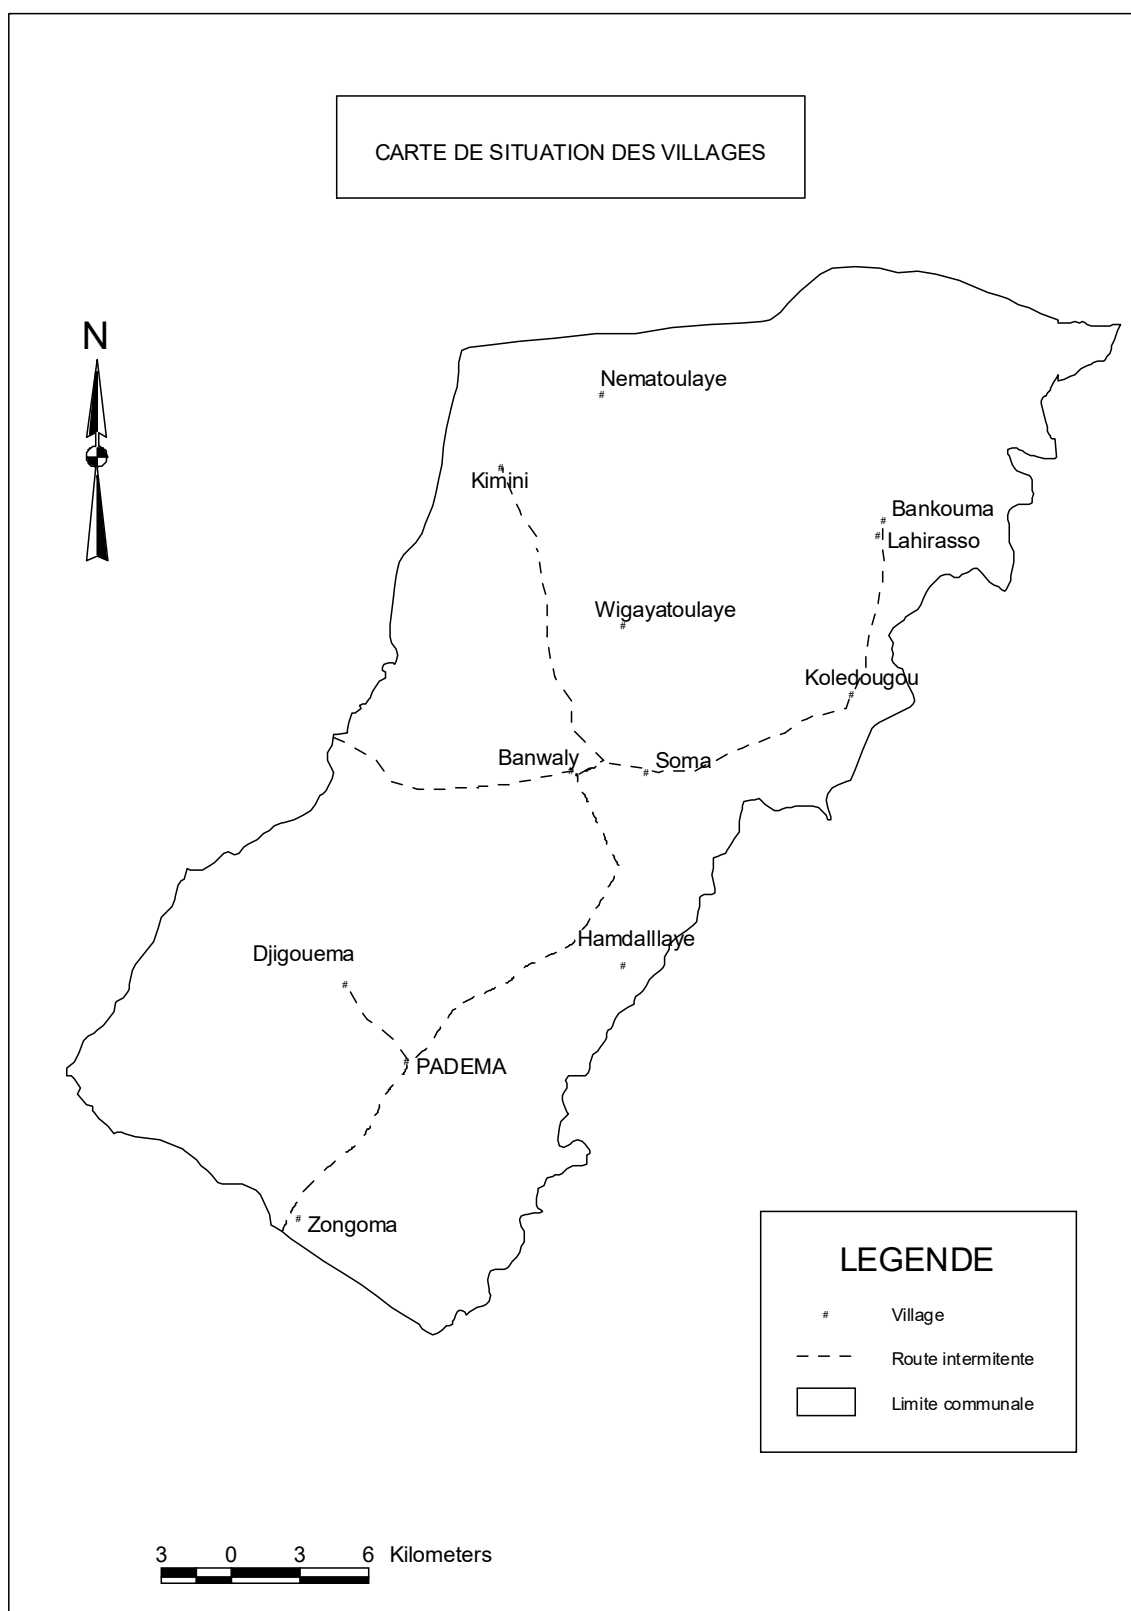 CARTE DE SITUATION DES VILLAGES
N
Nematoulaye
Kimini
Bankouma
Lahirasso
Wigayatoulaye
Koledougou
Banwaly
Soma
Hamdalllaye
Djigouema
PADEMA
Zongoma
LEGENDE
# Village
Route intermitente
Limite communale
3 0 3 6 Kilometers